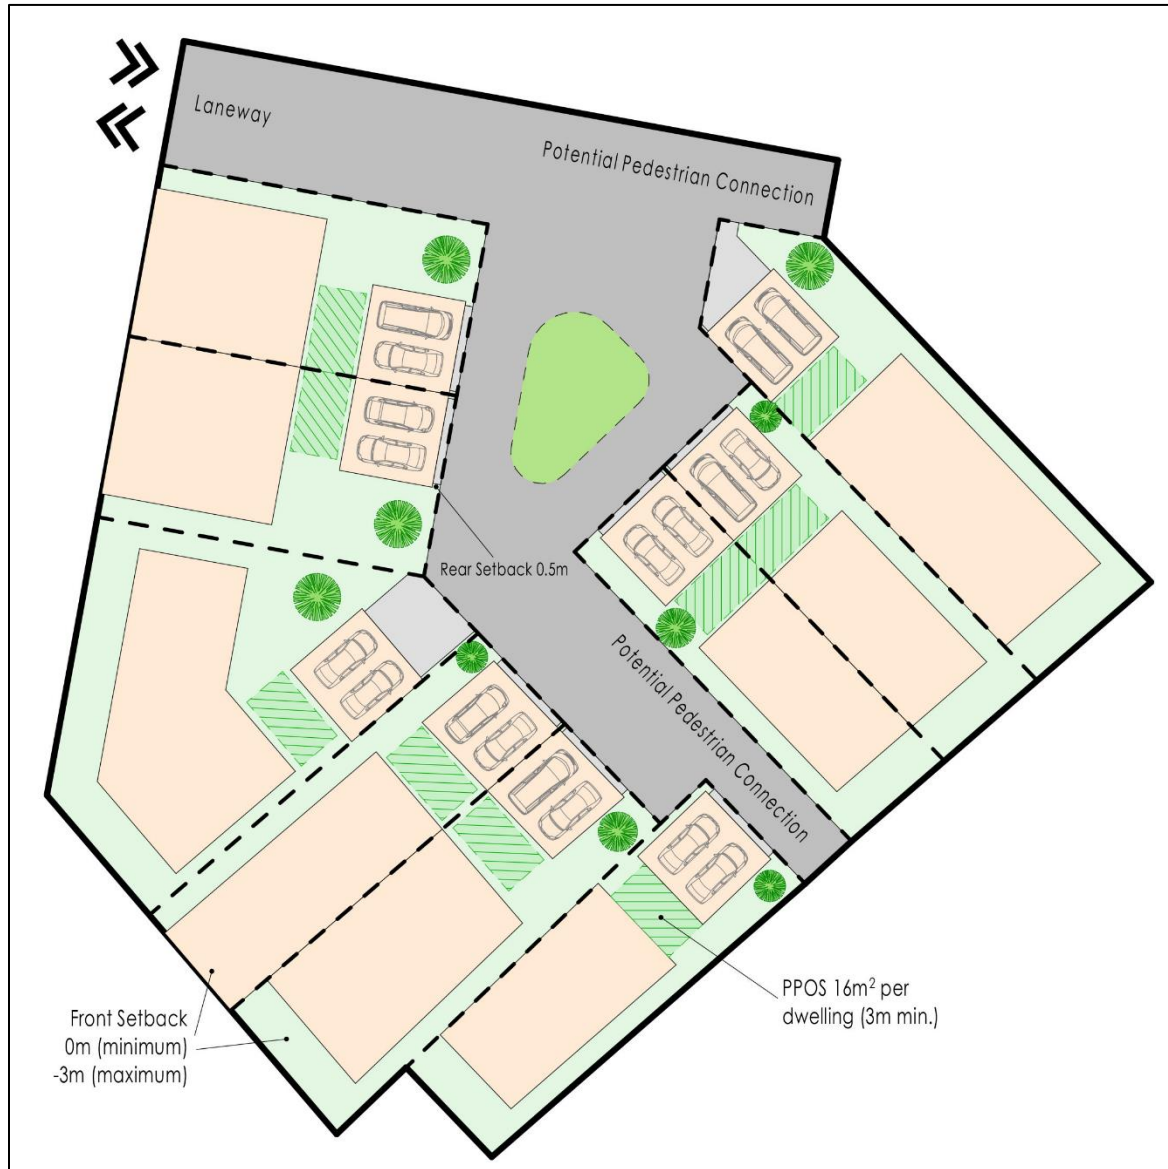 Laneway
Potential Pedestrian Connection
Rear Setback 0.5m
Potential Pedestrian Connection
PPOS 16m² per
dwelling (3m min.)
Front Setback
0m (minimum)
-3m (maximum)